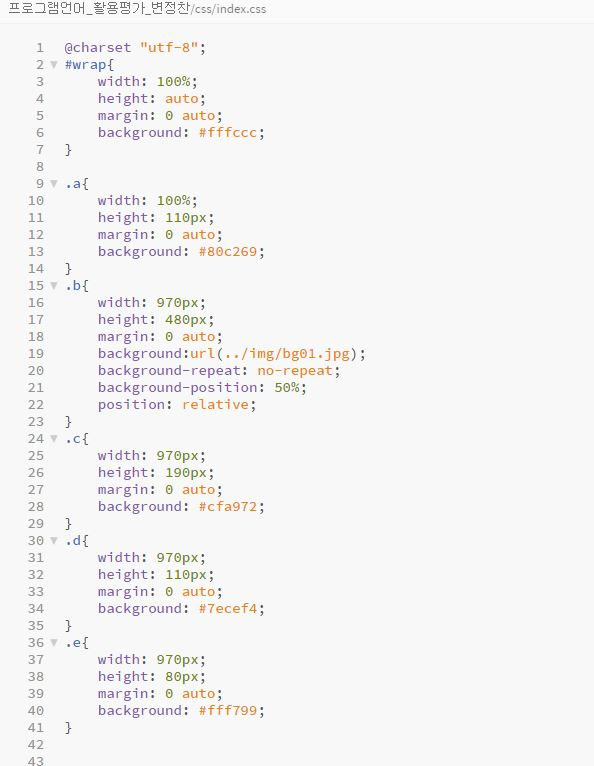 프로그램언어_활용평가_변정찬/css/index.css
1 @charset "utf-8";
2 ▼ #wrap{
3 width: 100%;
4 height: auto;
5 margin: 0 auto;
6 background: #fffccc;
7 }
8
9 ▼ .a{
10 width: 100%;
11 height: 110px;
12 margin: 0 auto;
13 background: #80c269;
14 }
15 ▼ .b{
16 width: 970px;
17 height: 480px;
18 margin: 0 auto;
19 background:url(../img/bg01.jpg);
20 background-repeat: no-repeat;
21 background-position: 50%;
22 position: relative;
23 }
24 ▼ .c{
25 width: 970px;
26 height: 190px;
27 margin: 0 auto;
28 background: #cfa972;
29 }
30 ▼ .d{
31 width: 970px;
32 height: 110px;
33 margin: 0 auto;
34 background: #7ecef4;
35 }
36 ▼ .e{
37 width: 970px;
38 height: 80px;
39 margin: 0 auto;
40 background: #fff799;
41 }
42
43